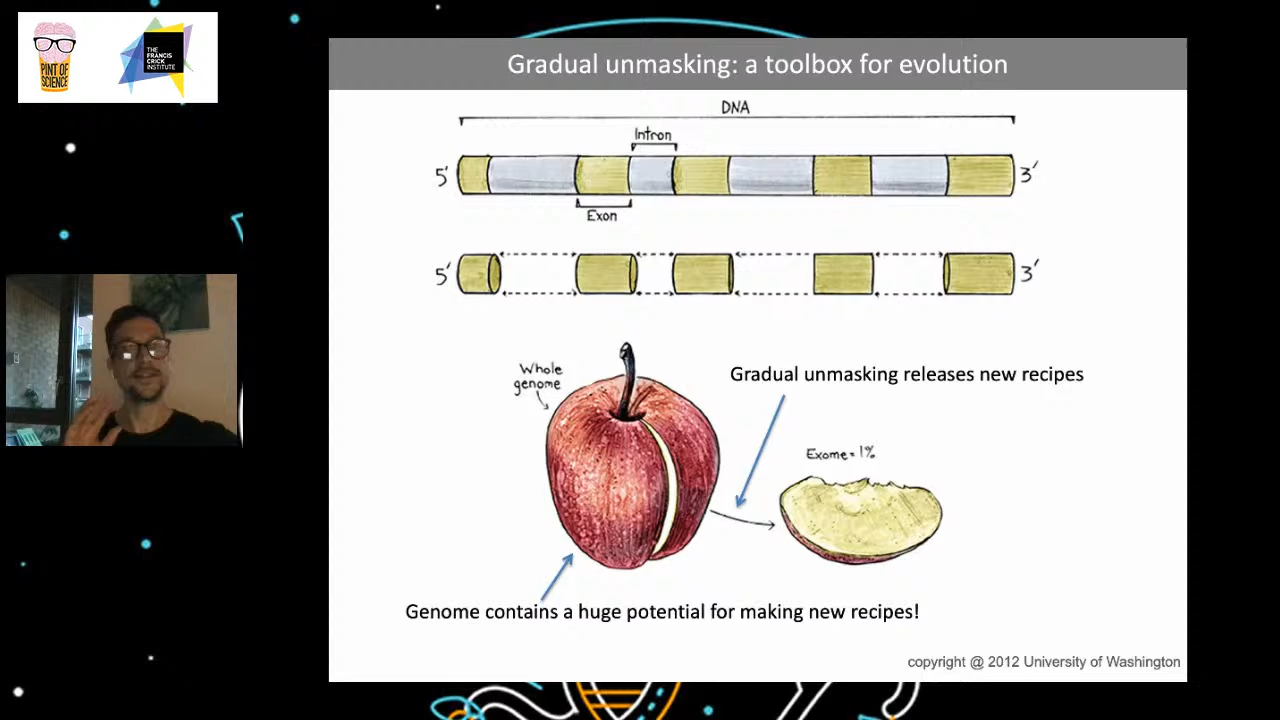 PINT OF
SCIENCE
THE
FRANCIS
CRICK
INSTITUTE
Gradual unmasking: a toolbox for evolution
DNA
Intron
5′ 3′
Exon
5′ 3′
Whole
genome
Gradual unmasking releases new recipes
Exome = 1%
Genome contains a huge potential for making new recipes!
copyright @ 2012 University of Washington